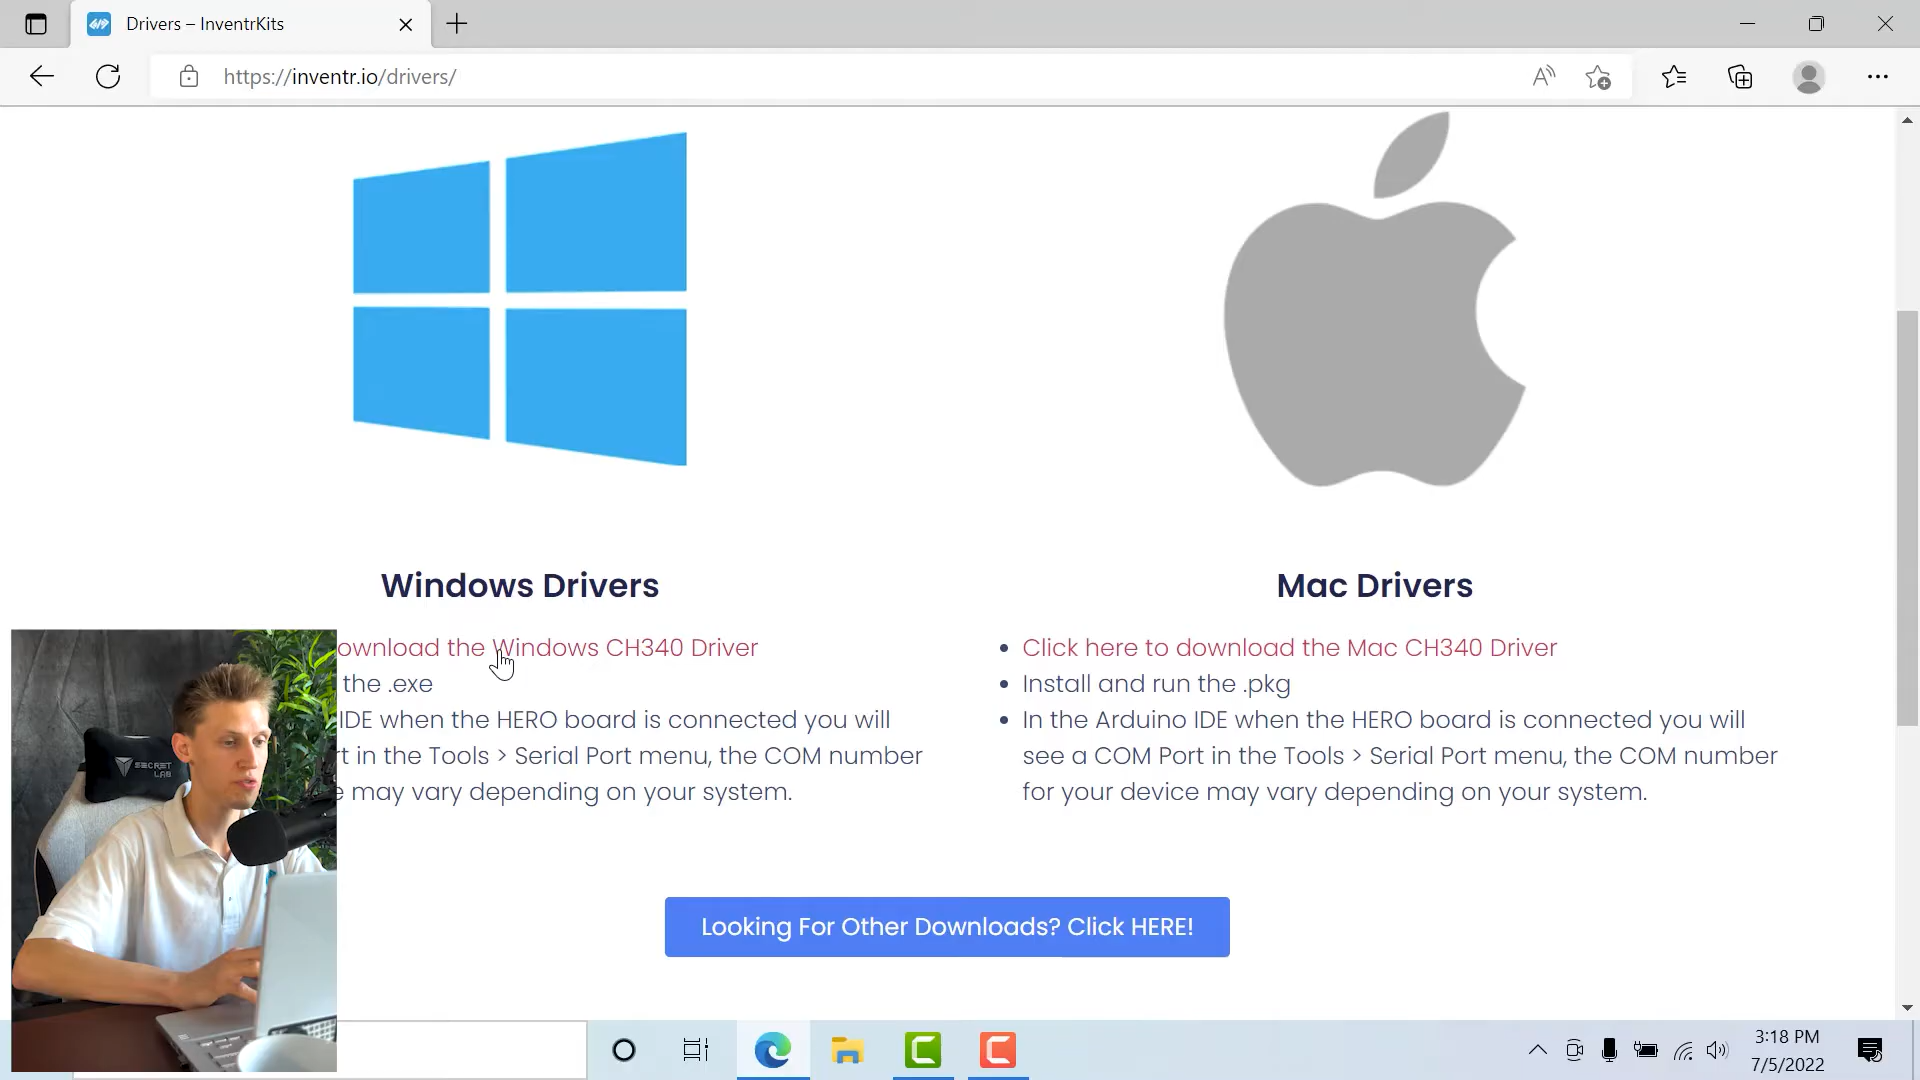 Drivers – InventrKits
https://inventr.io/drivers/
Windows Drivers
ownload the Windows CH340 Driver
the .exe
IDE when the HERO board is connected you will
t in the Tools > Serial Port menu, the COM number
e may vary depending on your system.
Mac Drivers
• Click here to download the Mac CH340 Driver
• Install and run the .pkg
• In the Arduino IDE when the HERO board is connected you will
see a COM Port in the Tools > Serial Port menu, the COM number
for your device may vary depending on your system.
SECRET
LAB
Looking For Other Downloads? Click HERE!
3:18 PM
7/5/2022